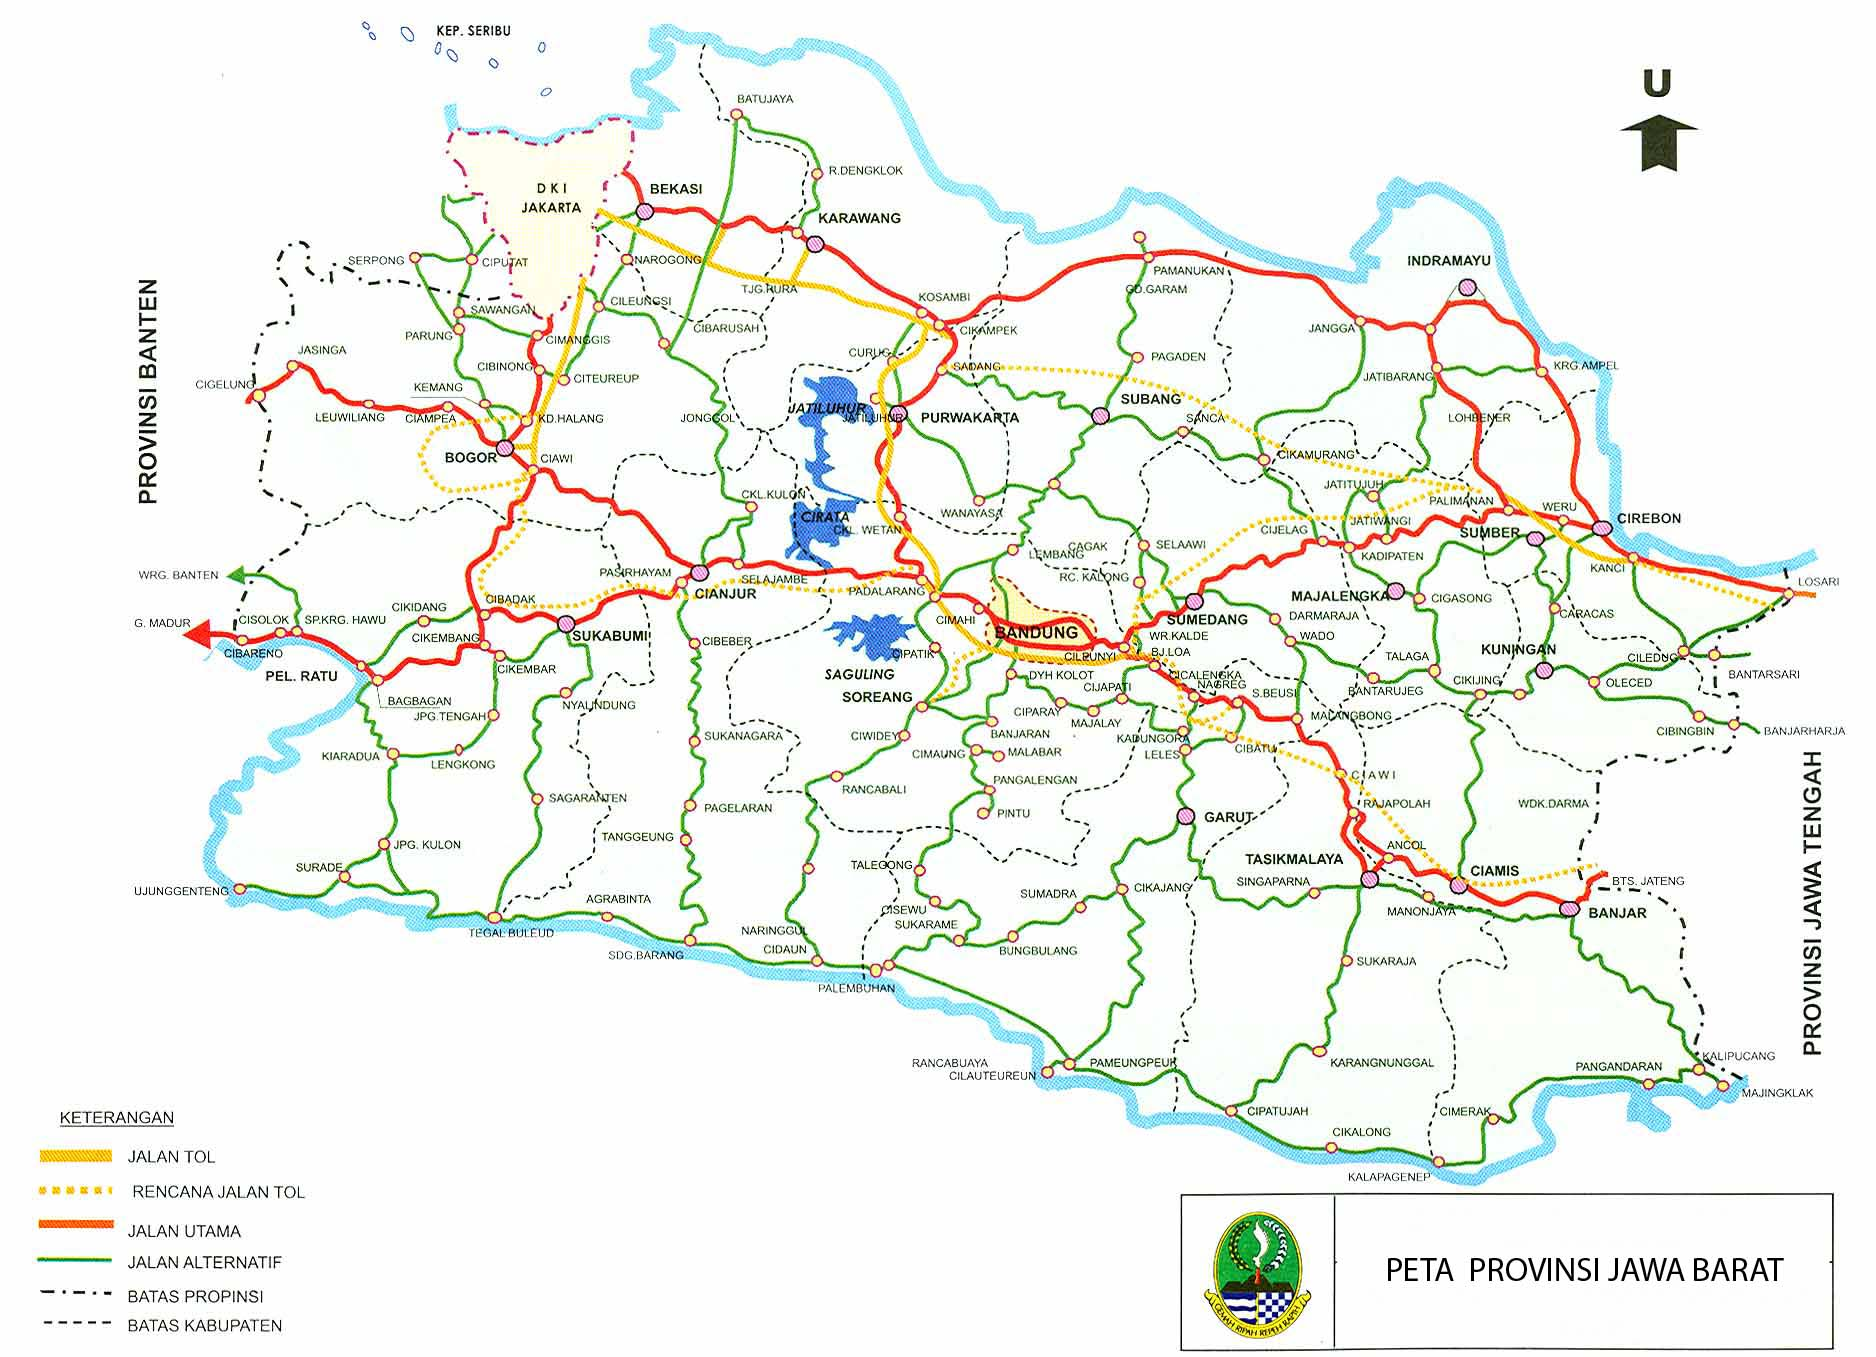 KEP. SERIBU
U
BATUJAYA
R.DENGKLOK
D K I
JAKARTA
BEKASI
KARAWANG
SERPONG
CIPUTAT
NAROGONG
TJG.PURA
PAMANUKAN
GD.GARAM
INDRAMAYU
PROVINSI BANTEN
SAWANGAN
CILEUNGSI
CIBARUSAH
KOSAMBI
CIKAMPEK
JANGGA
PARUNG
CIMANGGIS
JASINGA
CIBINONG
CITEUREUP
CURUG
SADANG
PAGADEN
JATIBARANG
KRG.AMPEL
CIGELUNG
KEMANG
LEUWILIANG
CIAMPEA
KD.HALANG
JONGGOL
JATILUHUR
JATILUHUR
PURWAKARTA
SUBANG
SANCA
LOHBENER
BOGOR
CIAWI
CIKAMURANG
CKL.KULON
JATITUJUH
PALIMANAN
WERU
CIREBON
CIRATA
CKL. WETAN
WANAYASA
CIJELAG
JATIWANGI
SUMBER
CAGAK
SELAAWI
LEMBANG
KADIPATEN
KANCI
WRG. BANTEN
PASIRHAYAM
SELAJAMBE
CIANJUR
PADALARANG
RC. KALONG
MAJALENGKA
CIGASONG
LOSARI
CIKIDANG
CIBADAK
CARACAS
G. MADUR
CISOLOK
SP.KRG. HAWU
CIKEMBANG
SUKABUMI
CIMAHI
BANDUNG
SUMEDANG
DARMARAJA
WR.KALDE
WADO
CIBARENO
CIBEBER
CIPATIK
CILEUNYI
BJ.LOA
KUNINGAN
CILEDUG
PEL. RATU
CIKEMBAR
SAGULING
DYH KOLOT
CICALENGKA
TALAGA
BANTARSARI
BAGBAGAN
NYALINDUNG
SOREANG
CIJAPATI
NAGREG
S.BEUSI
BANTARUJEG
CIKIJING
OLECED
JPG.TENGAH
CIPARAY
MAJALAY
MALANGBONG
SUKANAGARA
CIWIDEY
BANJARAN
KADUNGORA
CIBINGBIN
BANJARHARJA
KIARADUA
LENGKONG
CIMAUNG
MALABAR
LELES
CIBATU
CIAWI
SAGARANTEN
RANCABALI
PANGALENGAN
PAGELARAN
PINTU
RAJAPOLAH
WDK.DARMA
PROVINSI JAWA TENGAH
GARUT
JPG. KULON
TANGGEUNG
ANCOL
SURADE
TALEGONG
TASIKMALAYA
CIAMIS
UJUNGGENTENG
AGRABINTA
SUMADRA
CIKAJANG
SINGAPARNA
BTS. JATENG
CISEWU
MANONJAYA
BANJAR
TEGAL BULEUD
NARINGGUL
SUKARAME
SDG.BARANG
CIDAUN
BUNGBULANG
SUKARAJA
PALEMBUHAN
RANCABUAYA
CILAUTEUREUN
PAMEUNGPEUK
KARANGNUNGGAL
PANGANDARAN
KALIPUCANG
MAJINGKLAK
CIPATUJAH
CIMERAK
CIKALONG
KALAPAGENEP
KETERANGAN
JALAN TOL
RENCANA JALAN TOL
JALAN UTAMA
JALAN ALTERNATIF
BATAS PROPINSI
BATAS KABUPATEN
GEMAH RIPAH REPEH RAPIH
PETA PROVINSI JAWA BARAT